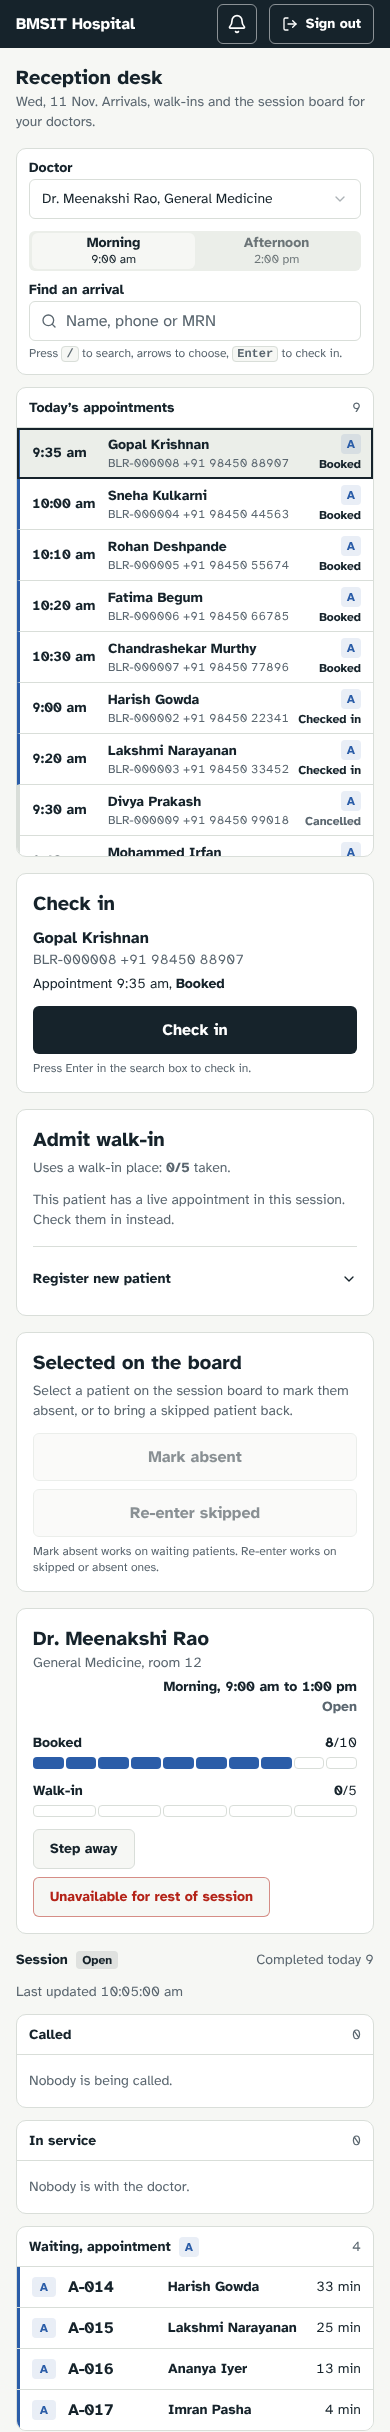 BMSIT Hospital
Sign out
Reception desk
Wed, 11 Nov. Arrivals, walk-ins and the session board for
your doctors.
Doctor
Dr. Meenakshi Rao, General Medicine
Morning
9:00 am
Afternoon
2:00 pm
Find an arrival
Name, phone or MRN
Press / to search, arrows to choose, Enter to check in.
Today's appointments 9
9:35 am Gopal Krishnan A
BLR-000008 +91 98450 88907 Booked
10:00 am Sneha Kulkarni A
BLR-000004 +91 98450 44563 Booked
10:10 am Rohan Deshpande A
BLR-000005 +91 98450 55674 Booked
10:20 am Fatima Begum A
BLR-000006 +91 98450 66785 Booked
10:30 am Chandrashekar Murthy A
BLR-000007 +91 98450 77896 Booked
9:00 am Harish Gowda A
BLR-000002 +91 98450 22341 Checked in
9:20 am Lakshmi Narayanan A
BLR-000003 +91 98450 33452 Checked in
9:30 am Divya Prakash A
BLR-000009 +91 98450 99018 Cancelled
Mohammed Irfan A
Check in
Gopal Krishnan
BLR-000008 +91 98450 88907
Appointment 9:35 am, Booked
Check in
Press Enter in the search box to check in.
Admit walk-in
Uses a walk-in place: 0/5 taken.
This patient has a live appointment in this session.
Check them in instead.
Register new patient
Selected on the board
Select a patient on the session board to mark them
absent, or to bring a skipped patient back.
Mark absent
Re-enter skipped
Mark absent works on waiting patients. Re-enter works on
skipped or absent ones.
Dr. Meenakshi Rao
General Medicine, room 12
Morning, 9:00 am to 1:00 pm
Open
Booked 8/10
Walk-in 0/5
Step away
Unavailable for rest of session
Session Open Completed today 9
Last updated 10:05:00 am
Called 0
Nobody is being called.
In service 0
Nobody is with the doctor.
Waiting, appointment A 4
A A-014 Harish Gowda 33 min
A A-015 Lakshmi Narayanan 25 min
A A-016 Ananya Iyer 13 min
A A-017 Imran Pasha 4 min